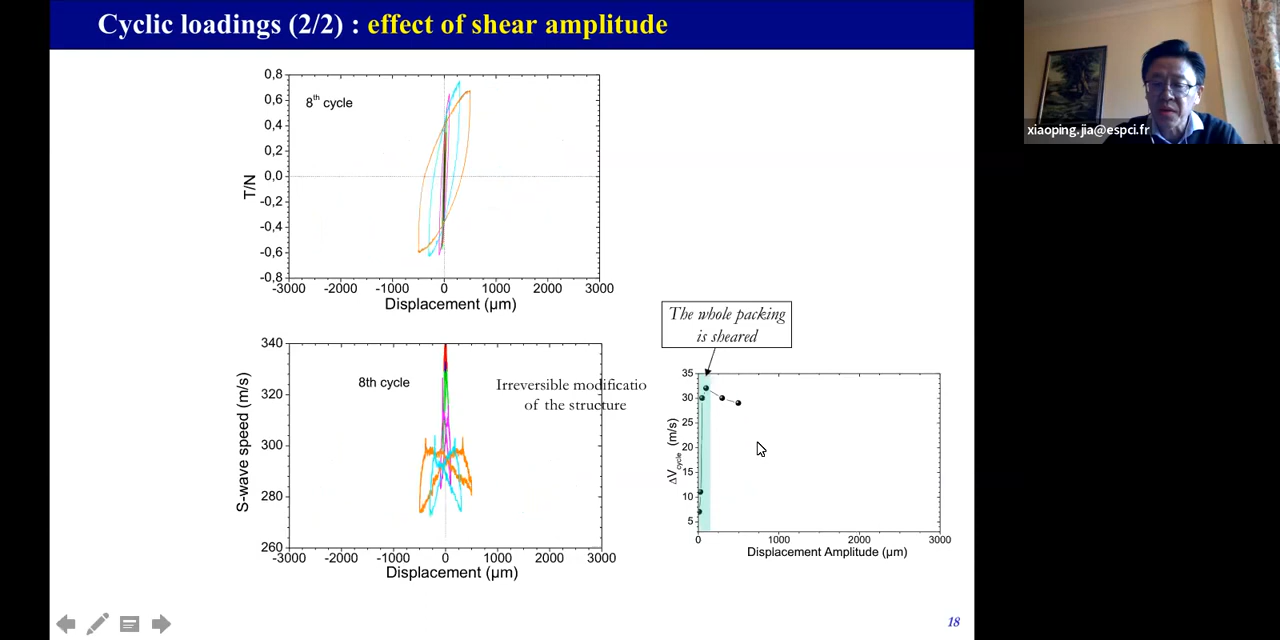 Cyclic loadings (2/2) : effect of shear amplitude
xiaoping.jia@espci.fr
8th cycle
T/N
0,8
0,6
0,4
0,2
0,0
-0,2
-0,4
-0,6
-0,8
-3000 -2000 -1000 0 1000 2000 3000
Displacement (μm)
The whole packing
is sheared
8th cycle
Irreversible modificatio
of the structure
S-wave speed (m/s)
340
320
300
280
260
-3000 -2000 -1000 0 1000 2000 3000
Displacement (μm)
ΔVcycle (m/s)
35
30
25
20
15
10
5
0 1000 2000 3000
Displacement Amplitude (μm)
18